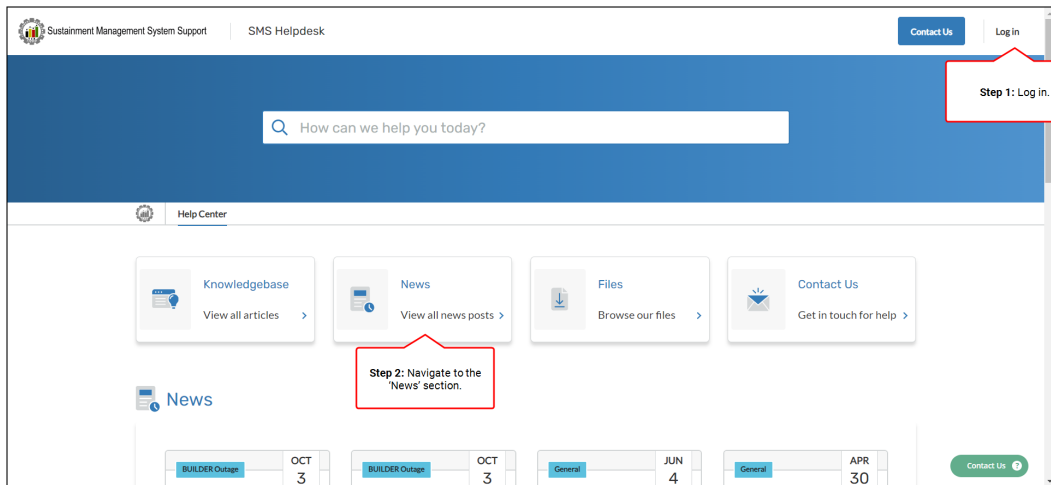 Sustainment Management System Support
SMS Helpdesk
Contact Us
Log in
Step 1: Log in.
How can we help you today?
Help Center
Knowledgebase
View all articles
News
View all news posts
Files
Browse our files
Contact Us
Get in touch for help
Step 2: Navigate to the
'News' section.
News
BUILDER Outage
OCT
3
BUILDER Outage
OCT
3
General
JUN
4
General
APR
30
Contact Us ?